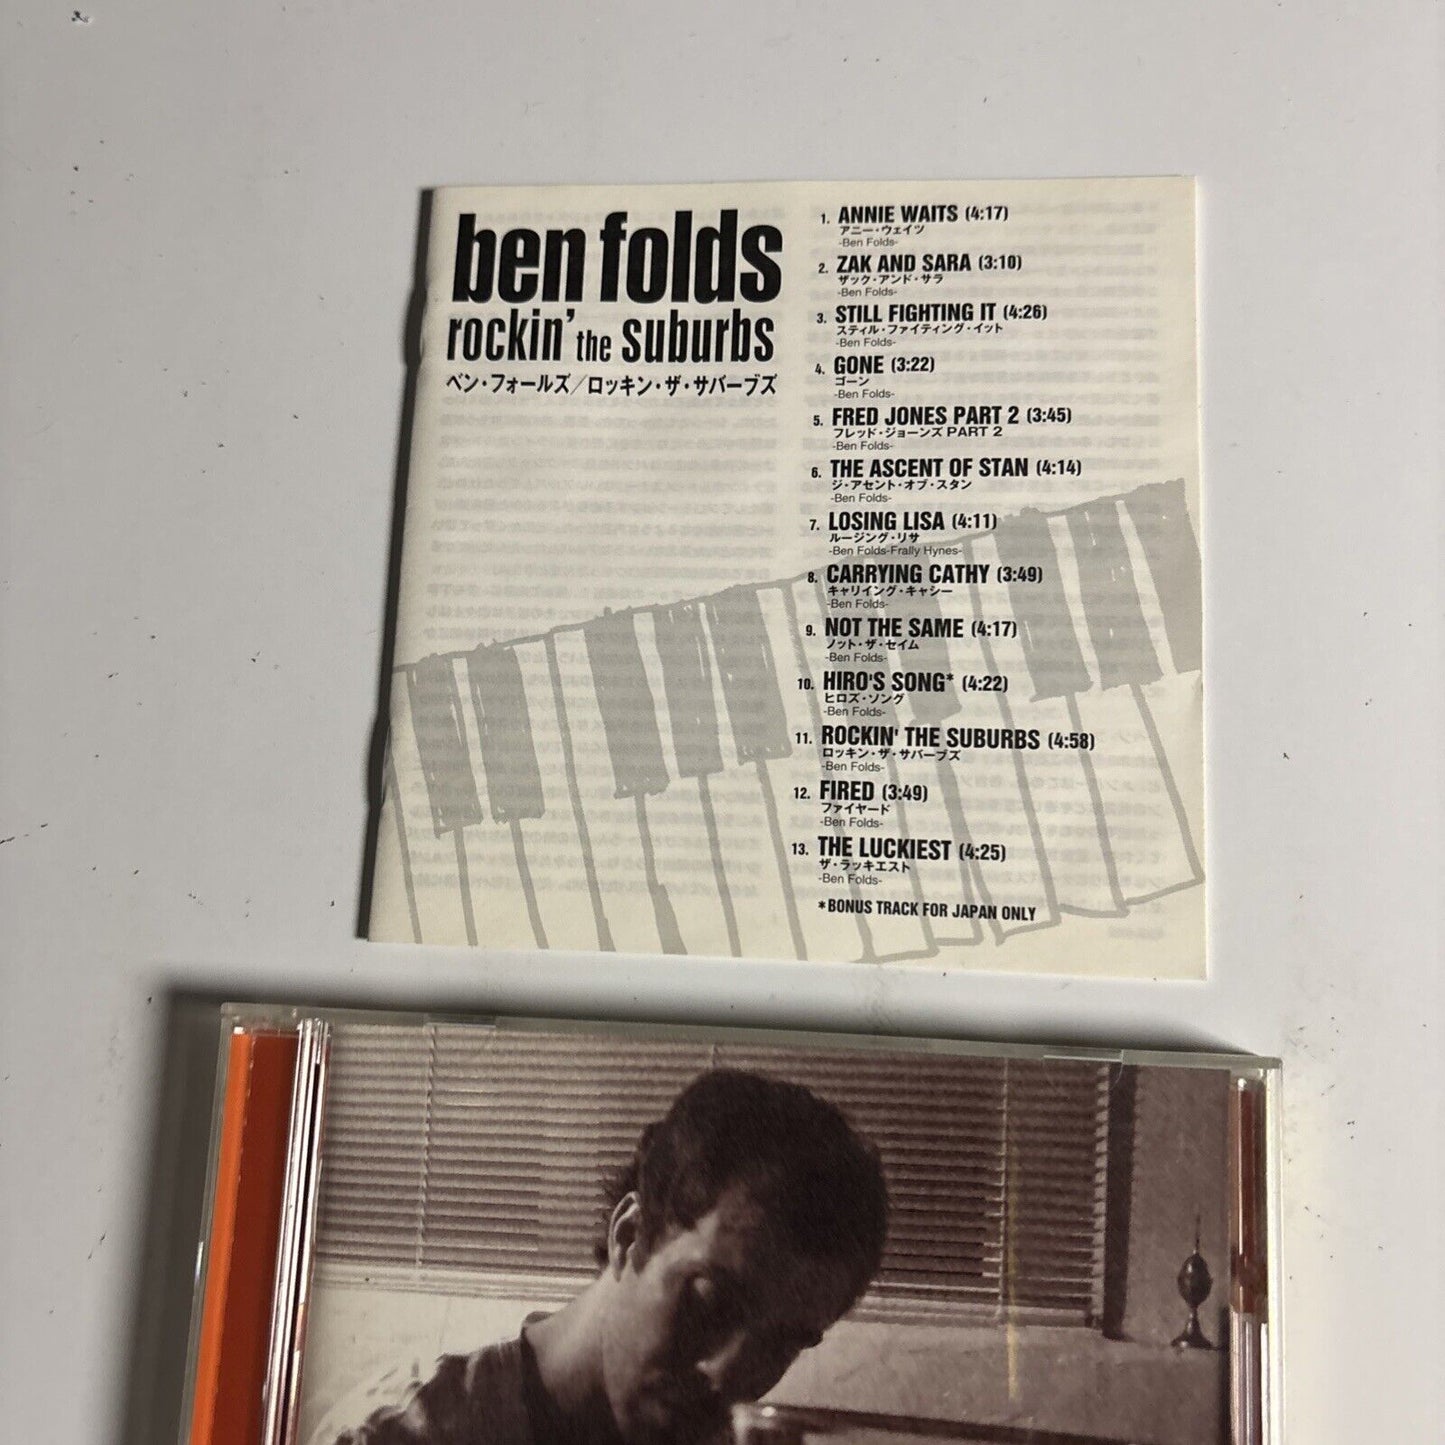 ben folds
rockin' the suburbs
ベン・フォールズ/ロッキン・ザ・サバーブズ
1. ANNIE WAITS (4:17)
アニー・ウェイツ
-Ben Folds-
2. ZAK AND SARA (3:10)
ザック・アンド・サラ
-Ben Folds-
3. STILL FIGHTING IT (4:26)
スティル・ファイティング・イット
-Ben Folds-
4. GONE (3:22)
ゴーン
-Ben Folds-
5. FRED JONES PART 2 (3:45)
フレッド・ジョーンズ PART 2
-Ben Folds-
6. THE ASCENT OF STAN (4:14)
ジ・アセント・オブ・スタン
-Ben Folds-
7. LOSING LISA (4:11)
ルージング・リサ
-Ben Folds-Frally Hynes-
8. CARRYING CATHY (3:49)
キャリイング・キャシー
-Ben Folds-
9. NOT THE SAME (4:17)
ノット・ザ・セイム
-Ben Folds-
10. HIRO'S SONG* (4:22)
ヒロズ・ソング
-Ben Folds-
11. ROCKIN' THE SUBURBS (4:58)
ロッキン・ザ・サバーブズ
-Ben Folds-
12. FIRED (3:49)
ファイヤード
-Ben Folds-
13. THE LUCKIEST (4:25)
ザ・ラッキエスト
-Ben Folds-
*BONUS TRACK FOR JAPAN ONLY